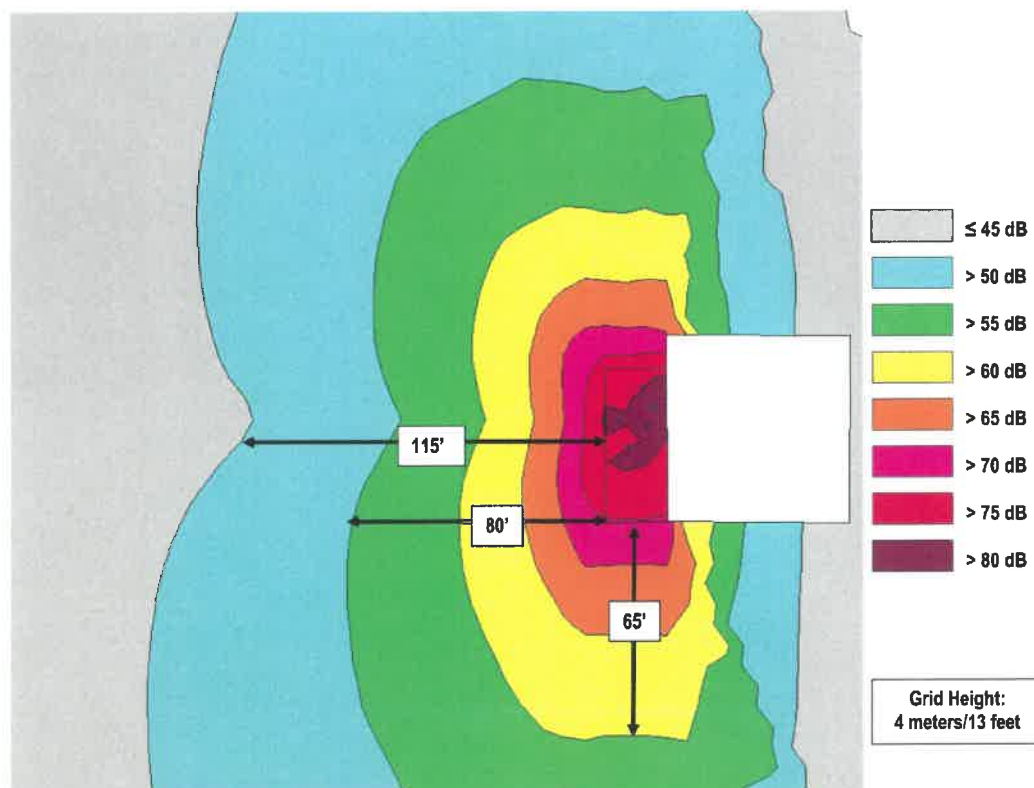 ≤ 45 dB
> 50 dB
> 55 dB
> 60 dB
> 65 dB
> 70 dB
> 75 dB
> 80 dB
115’
80’
65’
Grid Height:
4 meters/13 feet